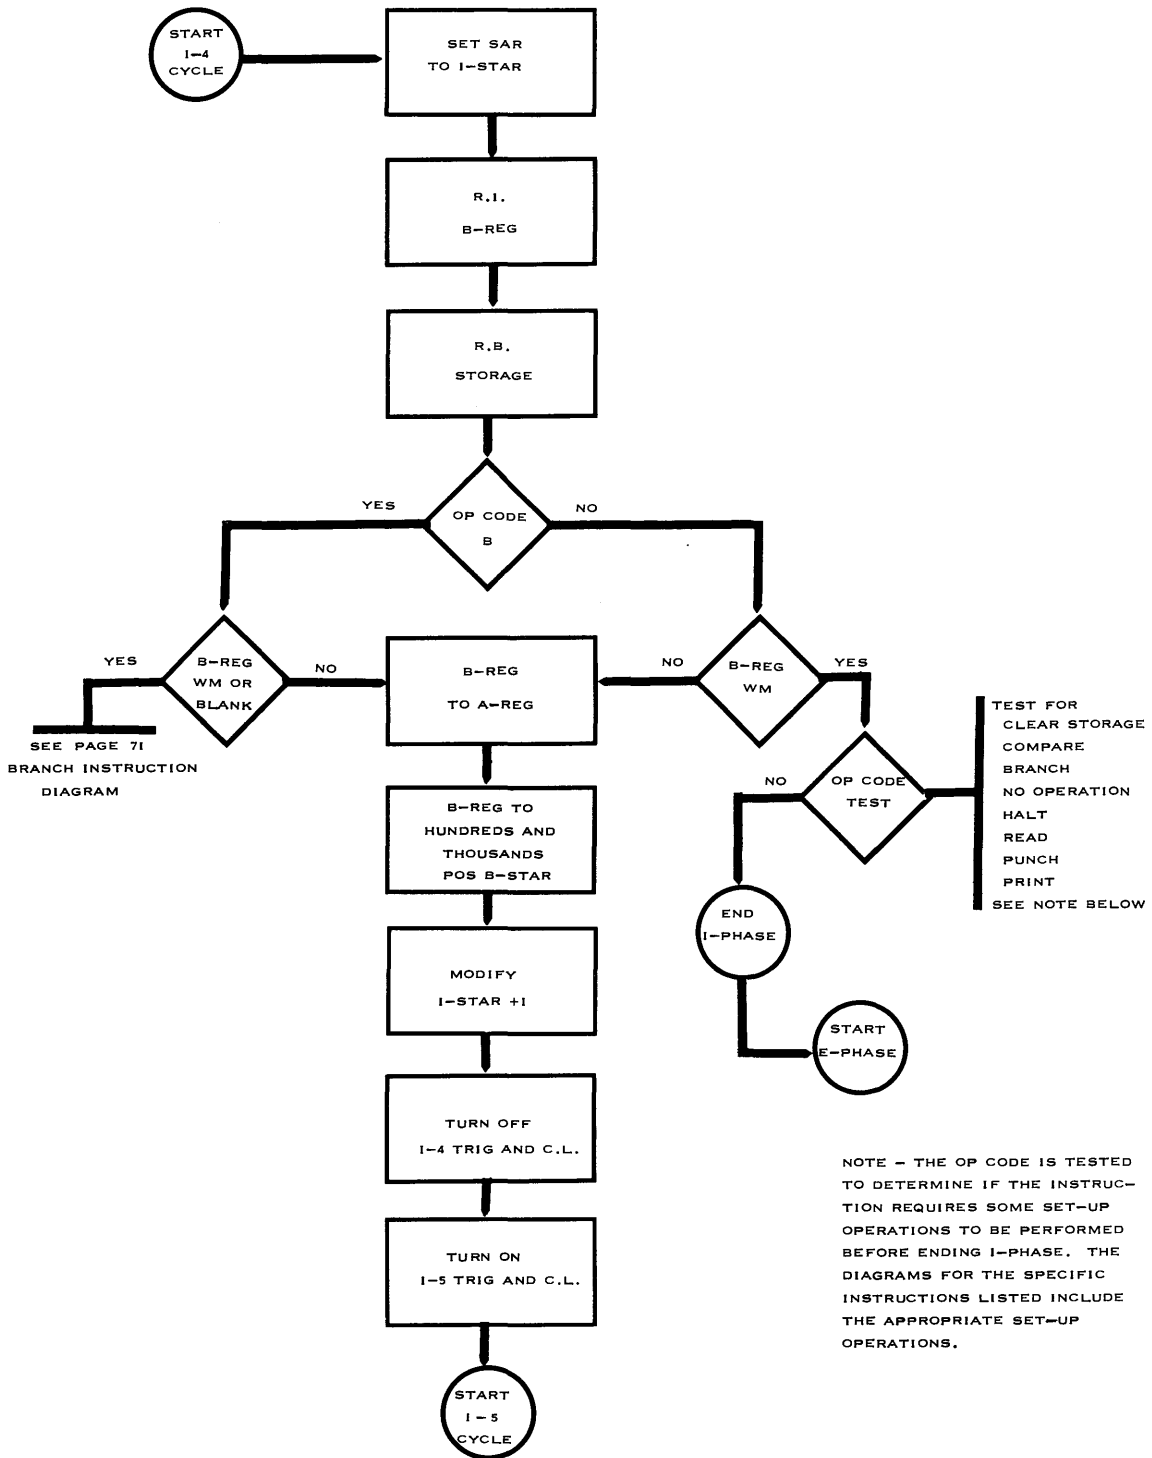 START
I-4
CYCLE
SET SAR
TO I-STAR
R.I.
B-REG
R.B.
STORAGE
YES
OP CODE
B
NO
YES
B-REG
WM OR
BLANK
NO
B-REG
TO A-REG
NO
B-REG
WM
YES
SEE PAGE 71
BRANCH INSTRUCTION
DIAGRAM
NO
OP CODE
TEST
TEST FOR
CLEAR STORAGE
COMPARE
BRANCH
NO OPERATION
HALT
READ
PUNCH
PRINT
SEE NOTE BELOW
B-REG TO
HUNDREDS AND
THOUSANDS
POS B-STAR
END
I-PHASE
MODIFY
I-STAR +1
START
E-PHASE
TURN OFF
I-4 TRIG AND C.L.
TURN ON
I-5 TRIG AND C.L.
START
I-5
CYCLE
NOTE - THE OP CODE IS TESTED
TO DETERMINE IF THE INSTRUC-
TION REQUIRES SOME SET-UP
OPERATIONS TO BE PERFORMED
BEFORE ENDING I-PHASE. THE
DIAGRAMS FOR THE SPECIFIC
INSTRUCTIONS LISTED INCLUDE
THE APPROPRIATE SET-UP
OPERATIONS.